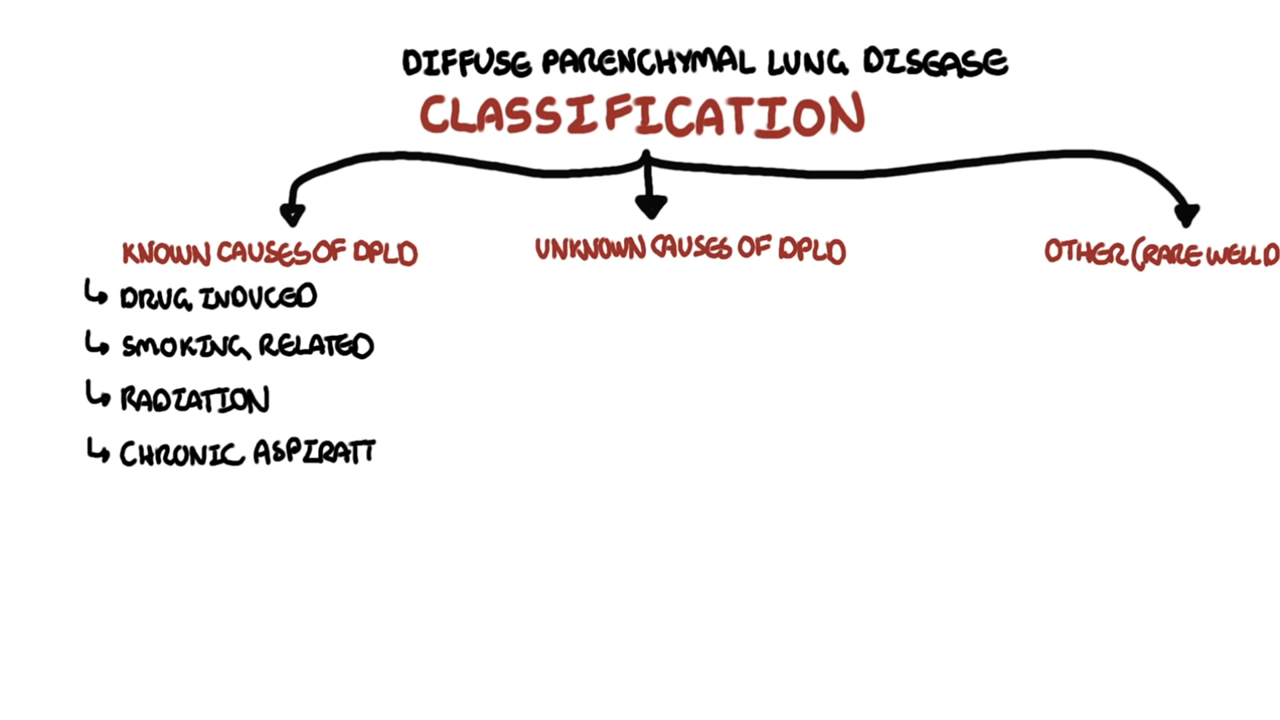 DIFFUSE PARENCHYMAL LUNG DISEASE
CLASSIFICATION
KNOWN CAUSES OF DPLD
UNKNOWN CAUSES OF DPLD
OTHER (RARE WELL D
↳ DRUG INDUCED
↳ SMOKING RELATED
↳ RADIATION
↳ CHRONIC ASPIRATI